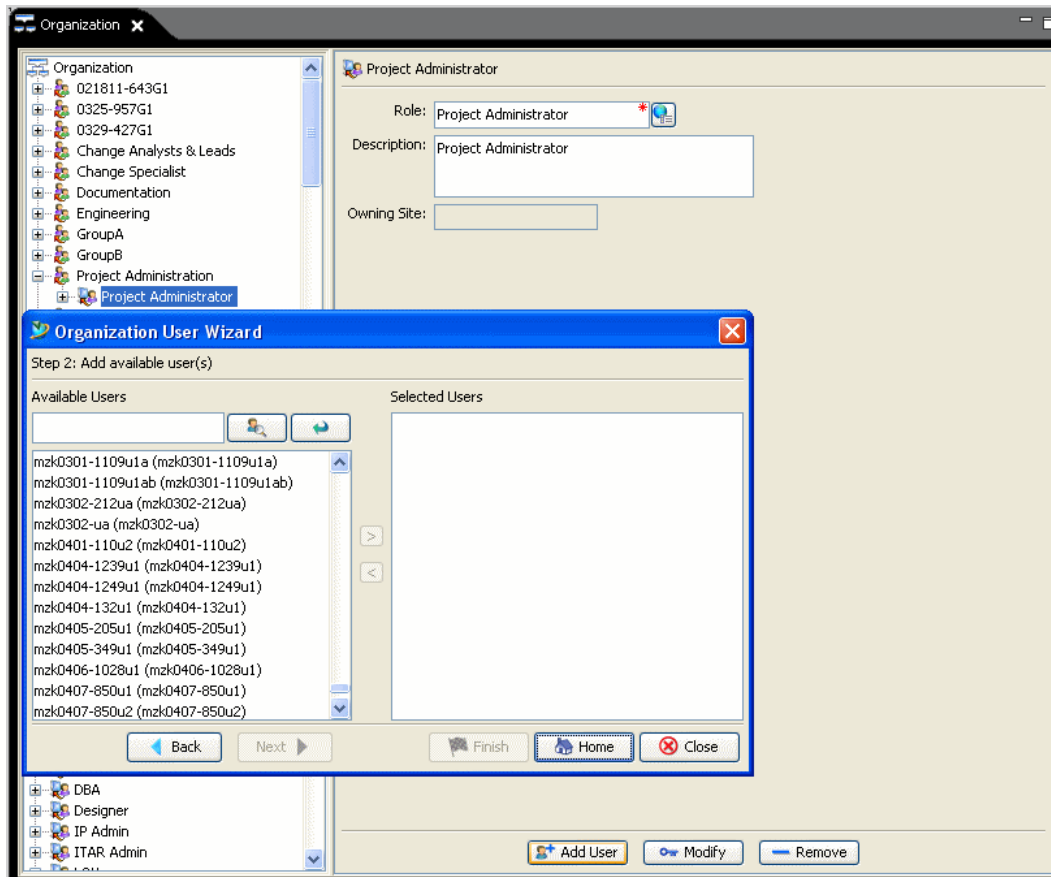 Organization
Organization
021811-643G1
0325-957G1
0329-427G1
Change Analysts & Leads
Change Specialist
Documentation
Engineering
GroupA
GroupB
Project Administration
Project Administrator
Project Administrator
Role: Project Administrator *
Description: Project Administrator
Owning Site:
Organization User Wizard
Step 2: Add available user(s)
Available Users
Selected Users
mzk0301-1109u1a (mzk0301-1109u1a)
mzk0301-1109u1ab (mzk0301-1109u1ab)
mzk0302-212ua (mzk0302-212ua)
mzk0302-ua (mzk0302-ua)
mzk0401-110u2 (mzk0401-110u2)
mzk0404-1239u1 (mzk0404-1239u1)
mzk0404-1249u1 (mzk0404-1249u1)
mzk0404-132u1 (mzk0404-132u1)
mzk0405-205u1 (mzk0405-205u1)
mzk0405-349u1 (mzk0405-349u1)
mzk0406-1028u1 (mzk0406-1028u1)
mzk0407-850u1 (mzk0407-850u1)
mzk0407-850u2 (mzk0407-850u2)
>
<
Back
Next
Finish
Home
Close
DBA
Designer
IP Admin
ITAR Admin
Add User
Modify
Remove